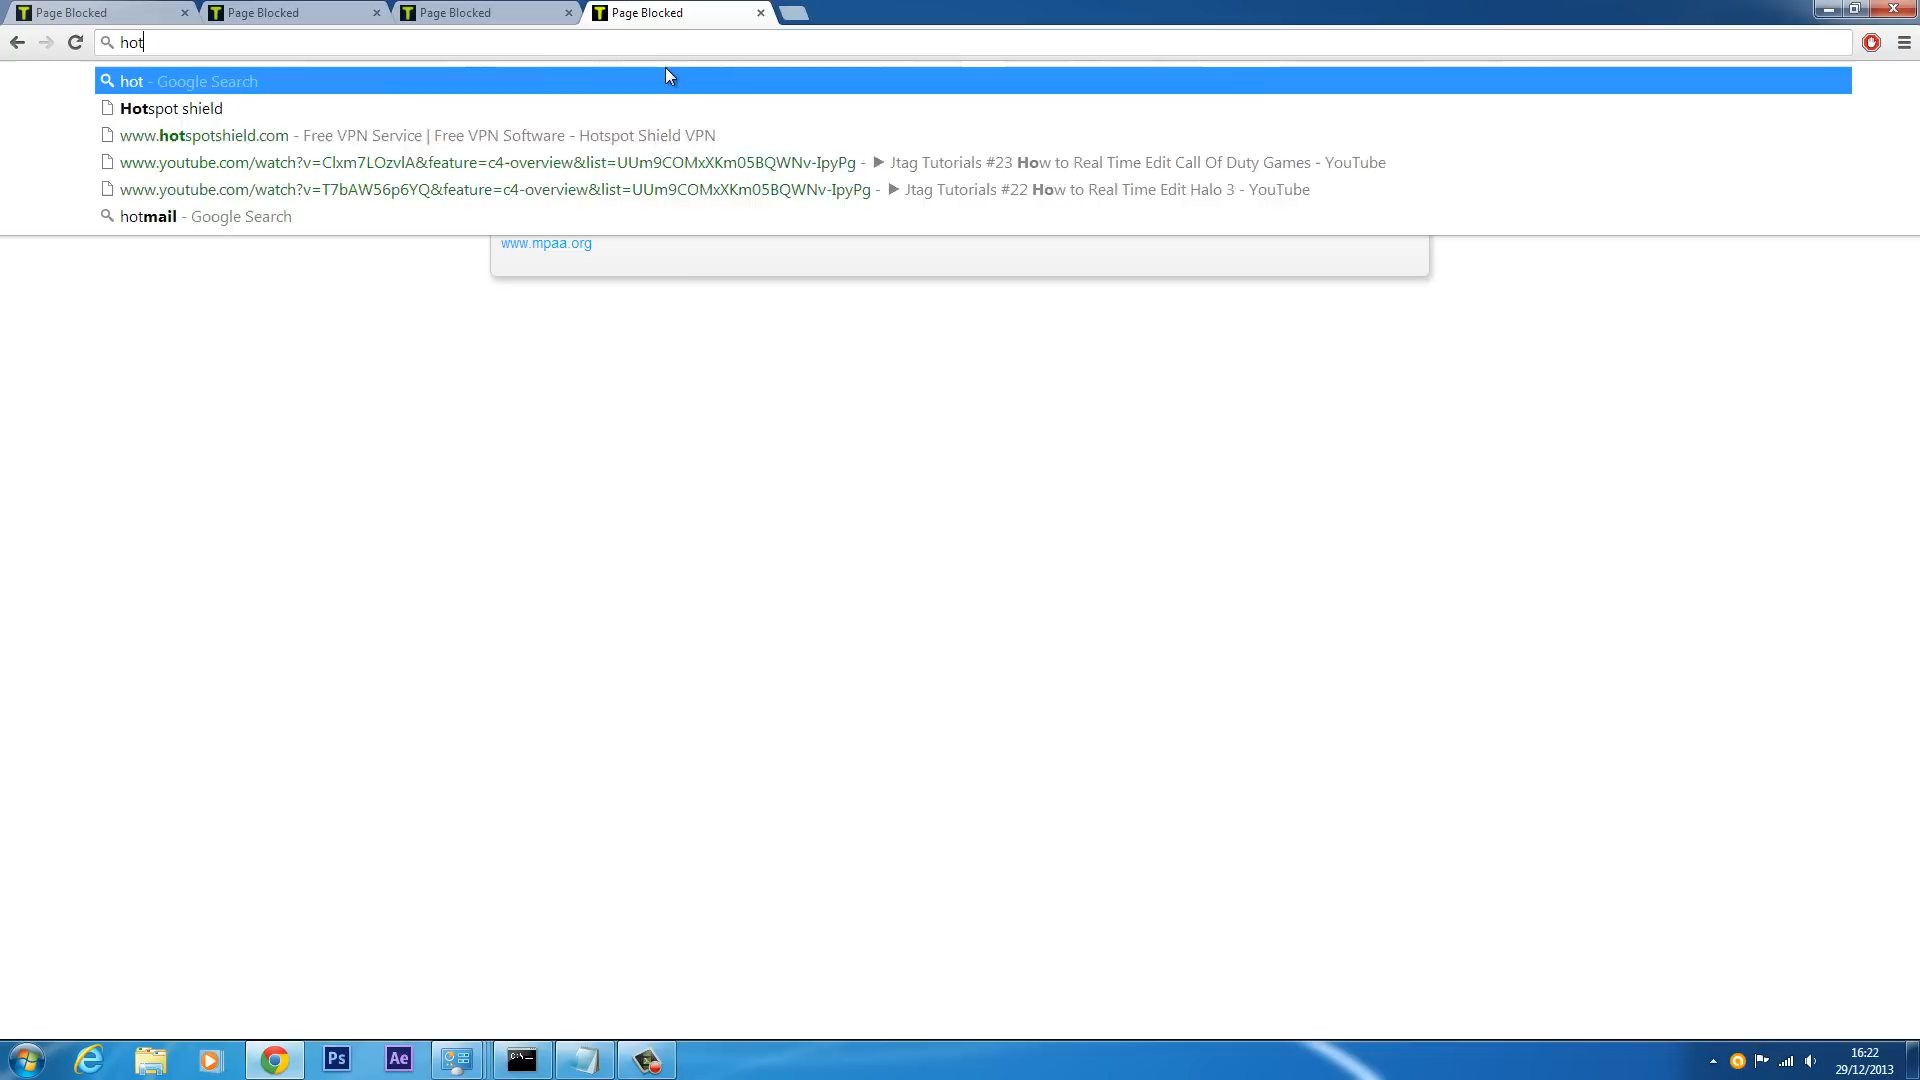 Page Blocked
Page Blocked
Page Blocked
Page Blocked
hot
hot - Google Search
Hotspot shield
www.hotspotshield.com - Free VPN Service | Free VPN Software - Hotspot Shield VPN
www.youtube.com/watch?v=Clxm7LOzvlA&feature=c4-overview&list=UUm9COMxXKm05BQWNv-IpyPg - ▶ Jtag Tutorials #23 How to Real Time Edit Call Of Duty Games - YouTube
www.youtube.com/watch?v=T7bAW56p6YQ&feature=c4-overview&list=UUm9COMxXKm05BQWNv-IpyPg - ▶ Jtag Tutorials #22 How to Real Time Edit Halo 3 - YouTube
hotmail - Google Search
www.mpaa.org
Ps
Ae
C:\_
16:22
29/12/2013